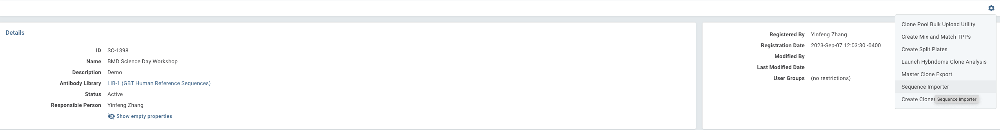 Details
ID SC-1398
Name BMD Science Day Workshop
Description Demo
Antibody Library LIB-1 (GBT Human Reference Sequences)
Status Active
Responsible Person Yinfeng Zhang
Show empty properties
Registered By Yinfeng Zhang
Registration Date 2023-Sep-07 12:03:30 -0400
Modified By
Last Modified Date
User Groups (no restrictions)
Clone Pool Bulk Upload Utility
Create Mix and Match TPPs
Create Split Plates
Launch Hybridoma Clone Analysis
Master Clone Export
Sequence Importer
Create Clones
Sequence Importer